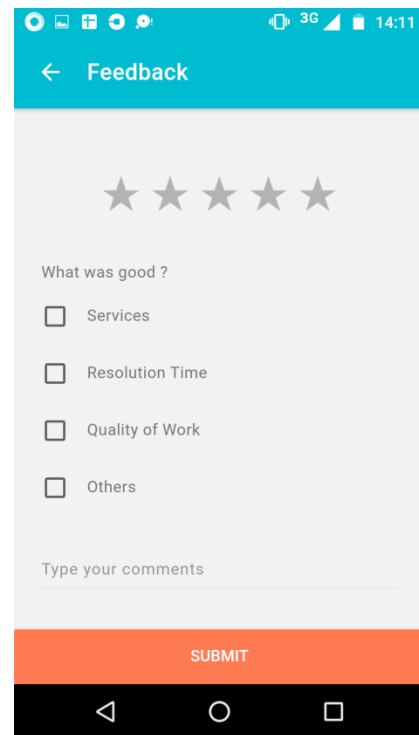 3G 14:11
Feedback
What was good ?
Services
Resolution Time
Quality of Work
Others
Type your comments
SUBMIT